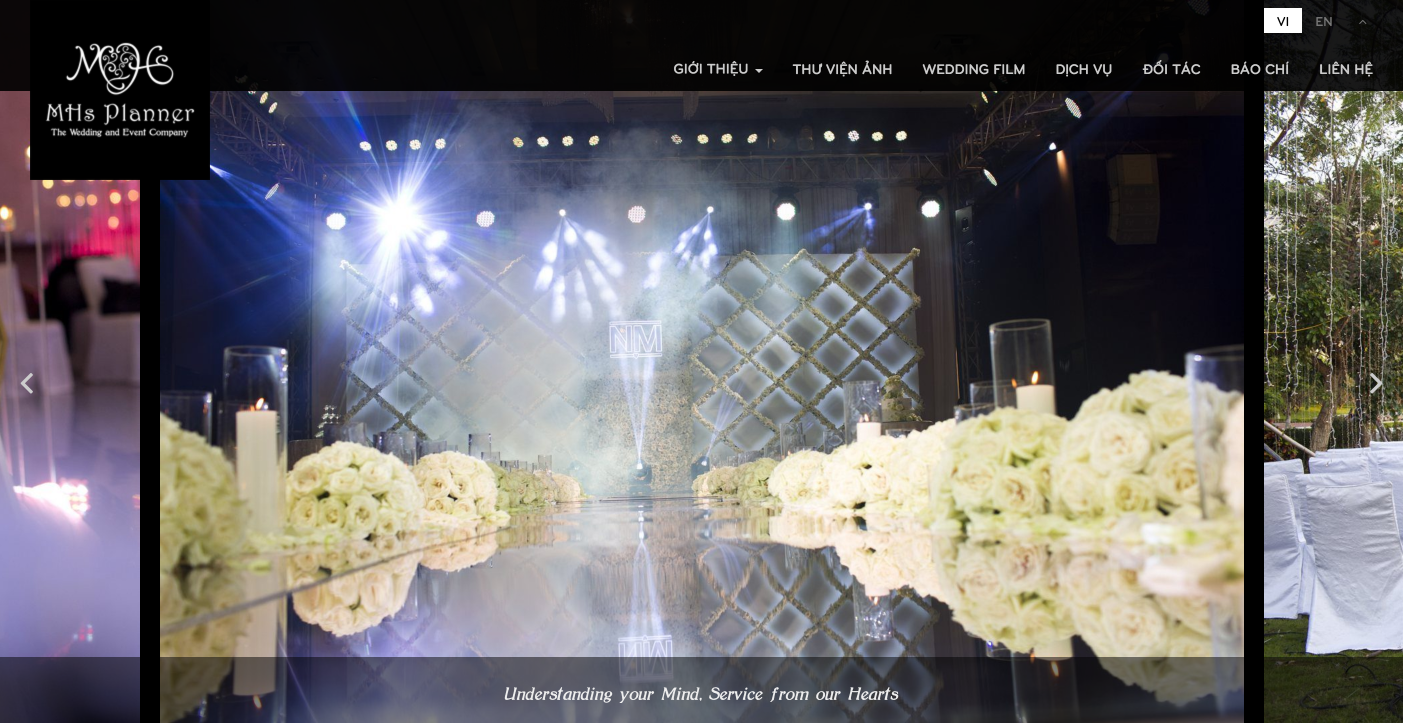 VI EN
MHs Planner
The Wedding and Event Company
GIỚI THIỆU THƯ VIỆN ẢNH WEDDING FILM DỊCH VỤ ĐỐI TÁC BÁO CHÍ LIÊN HỆ
NM
Understanding your Mind, Service from our Hearts